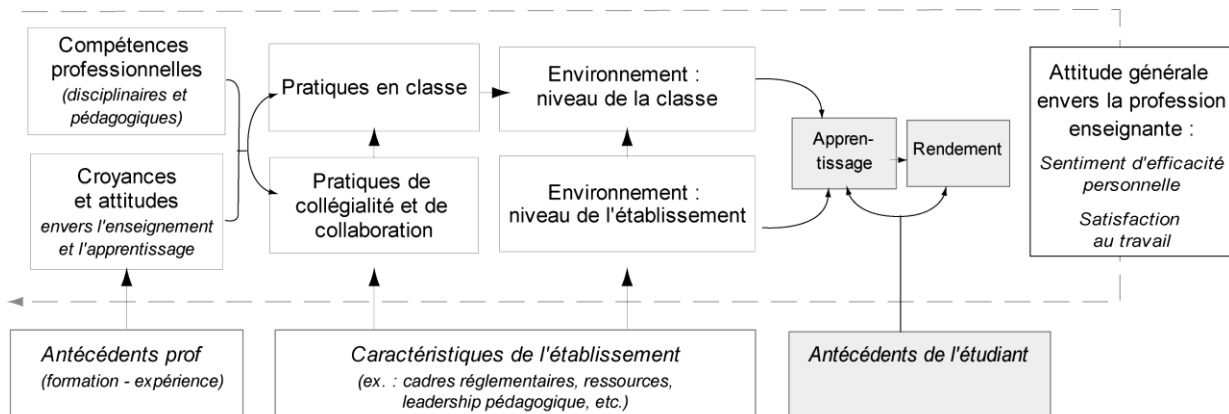 Compétences
professionnelles
(disciplinaires et
pédagogiques)
Croyances
et attitudes
envers l'enseignement
et l'apprentissage
Pratiques en classe
Pratiques de
collégialité et de
collaboration
Environnement :
niveau de la classe
Environnement :
niveau de l'établissement
Appren-
tissage
Rendement
Attitude générale
envers la profession
enseignante :
Sentiment d'efficacité
personnelle
Satisfaction
au travail
Antécédents prof
(formation - expérience)
Caractéristiques de l'établissement
(ex. : cadres réglementaires, ressources,
leadership pédagogique, etc.)
Antécédents de l'étudiant